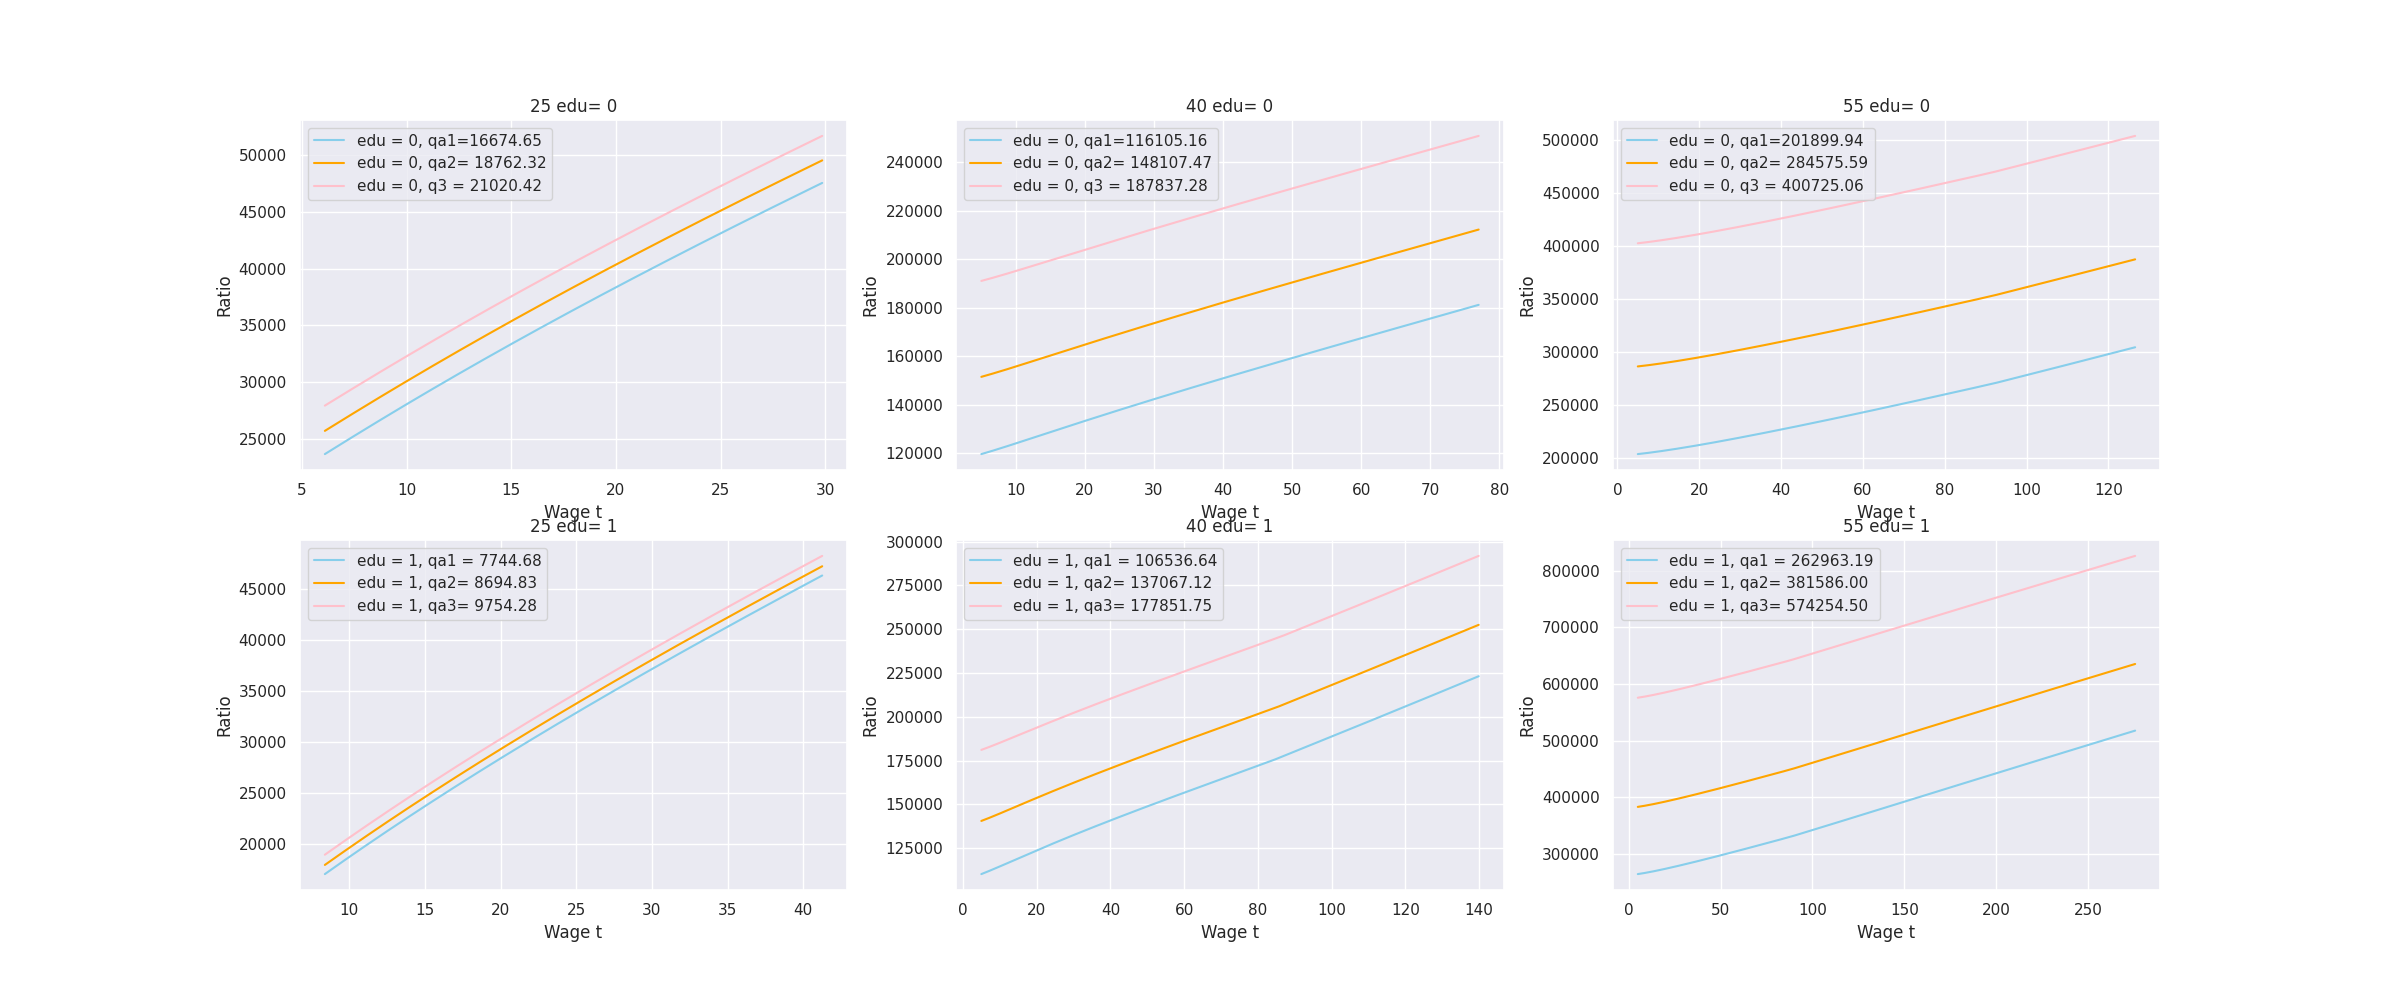 25 edu= 0
edu = 0, qa1=16674.65
edu = 0, qa2= 18762.32
edu = 0, q3 = 21020.42
50000
45000
40000
35000
30000
25000
Ratio
5 10 15 20 25 30
Wage t
40 edu= 0
edu = 0, qa1=116105.16
edu = 0, qa2= 148107.47
edu = 0, q3 = 187837.28
240000
220000
200000
180000
160000
140000
120000
Ratio
10 20 30 40 50 60 70 80
Wage t
55 edu= 0
edu = 0, qa1=201899.94
edu = 0, qa2= 284575.59
edu = 0, q3 = 400725.06
500000
450000
400000
350000
300000
250000
200000
Ratio
0 20 40 60 80 100 120
Wage t
25 edu= 1
edu = 1, qa1 = 7744.68
edu = 1, qa2= 8694.83
edu = 1, qa3= 9754.28
45000
40000
35000
30000
25000
20000
Ratio
10 15 20 25 30 35 40
Wage t
40 edu= 1
edu = 1, qa1 = 106536.64
edu = 1, qa2= 137067.12
edu = 1, qa3= 177851.75
300000
275000
250000
225000
200000
175000
150000
125000
Ratio
0 20 40 60 80 100 120 140
Wage t
55 edu= 1
edu = 1, qa1 = 262963.19
edu = 1, qa2= 381586.00
edu = 1, qa3= 574254.50
800000
700000
600000
500000
400000
300000
Ratio
0 50 100 150 200 250
Wage t